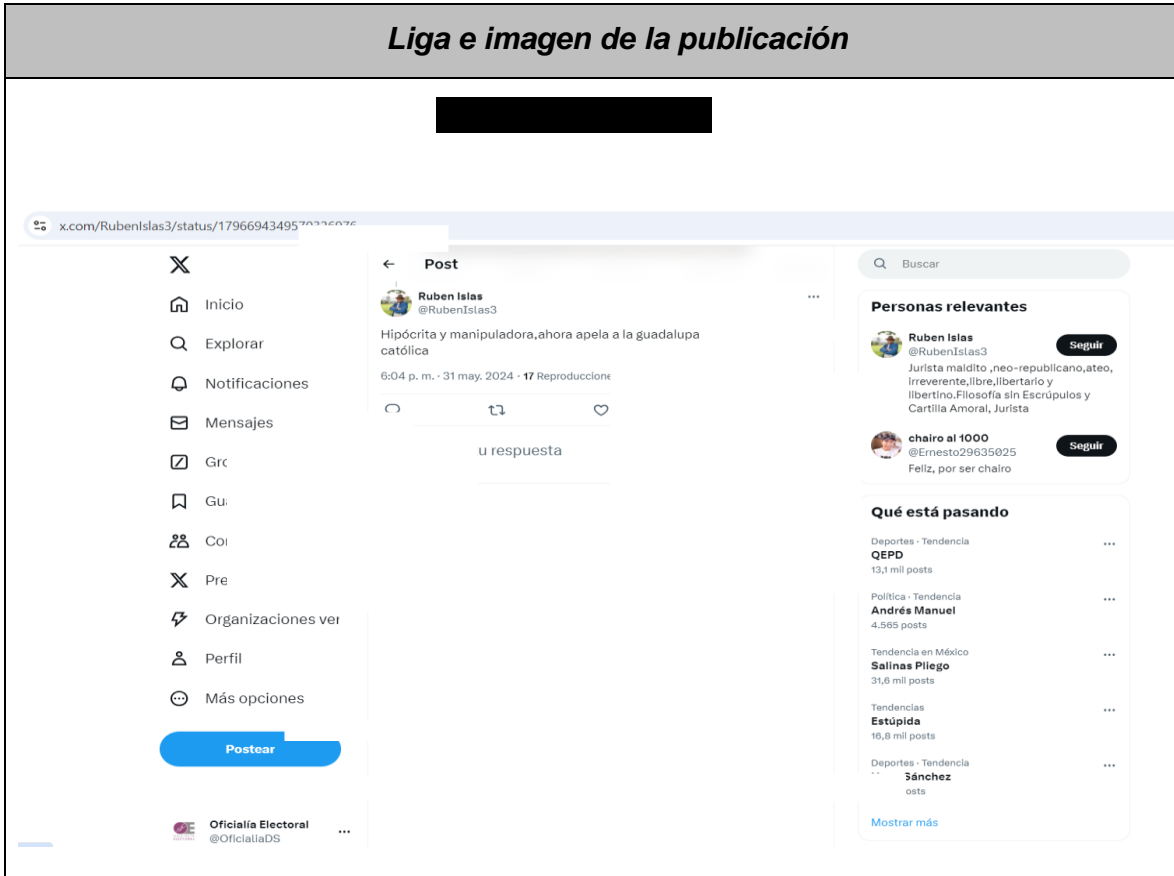 Liga e imagen de la publicación
x.com/RubenIslas3/status/179669434957
Post
Ruben Islas
@RubenIslas3
Hipócrita y manipuladora,ahora apela a la guadalupa
católica
6:04 p. m. · 31 may. 2024 · 17 Reproduccione
u respuesta
Inicio
Explorar
Notificaciones
Mensajes
Gro
Gua
Cor
Pre
Organizaciones ver
Perfil
Más opciones
Postear
Oficialía Electoral
@OficialiaDS
Buscar
Personas relevantes
Ruben Islas
@RubenIslas3
Seguir
Jurista maldito ,neo-republicano,ateo,
irreverente,libre,libertario y
libertino.Filosofía sin Escrúpulos y
Cartilla Amoral, Jurista
chairo al 1000
@Ernesto29635025
Seguir
Feliz, por ser chairo
Qué está pasando
Deportes · Tendencia
QEPD
13,1 mil posts
Política · Tendencia
Andrés Manuel
4.565 posts
Tendencia en México
Salinas Pliego
31,6 mil posts
Tendencias
Estúpida
16,8 mil posts
Deportes · Tendencia
Sánchez
osts
Mostrar más